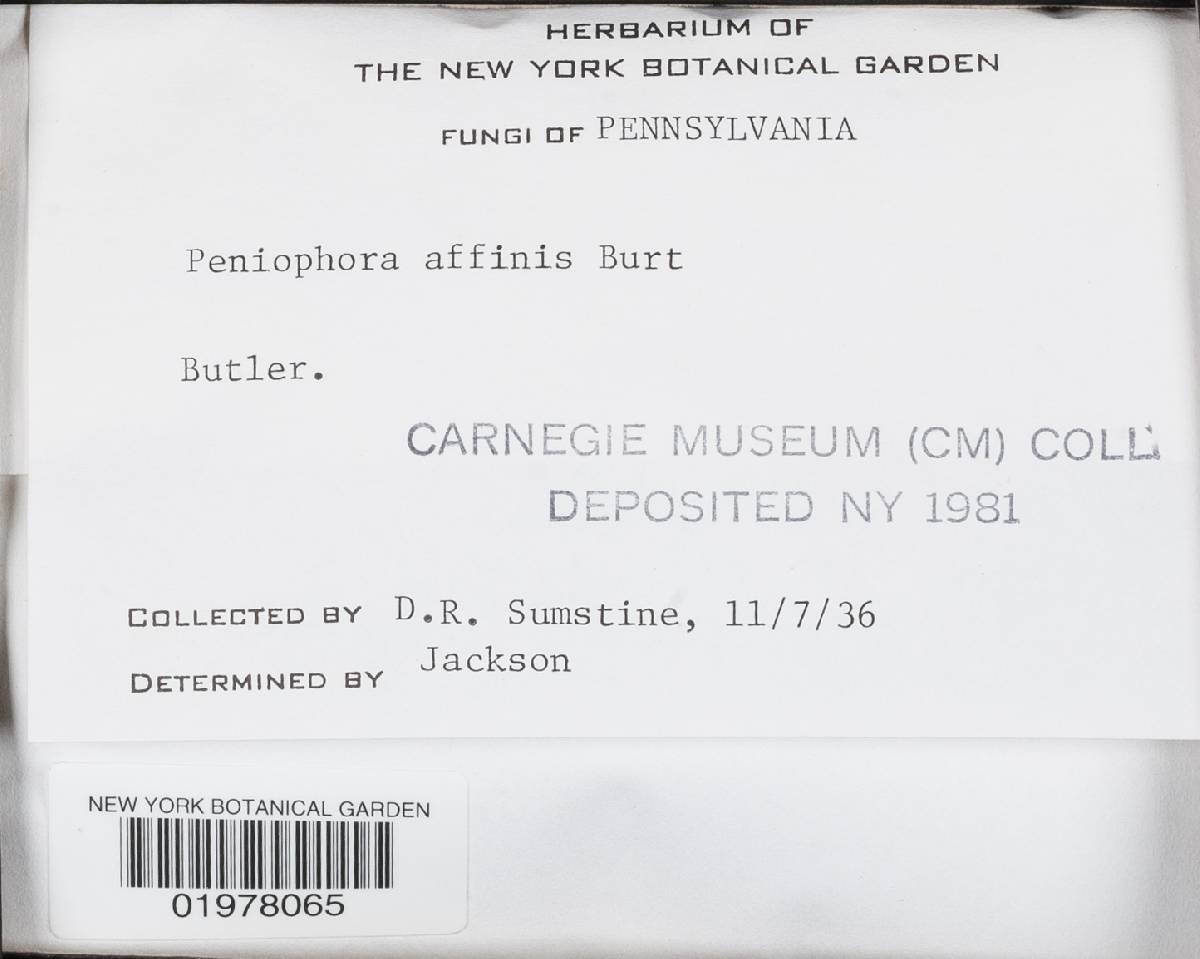 HERBARIUM OF
THE NEW YORK BOTANICAL GARDEN
FUNGI OF PENNSYLVANIA
Peniophora affinis Burt
Butler.
CARNEGIE MUSEUM (CM) COLL.
DEPOSITED NY 1981
COLLECTED BY D.R. Sumstine, 11/7/36
DETERMINED BY Jackson
NEW YORK BOTANICAL GARDEN
01978065